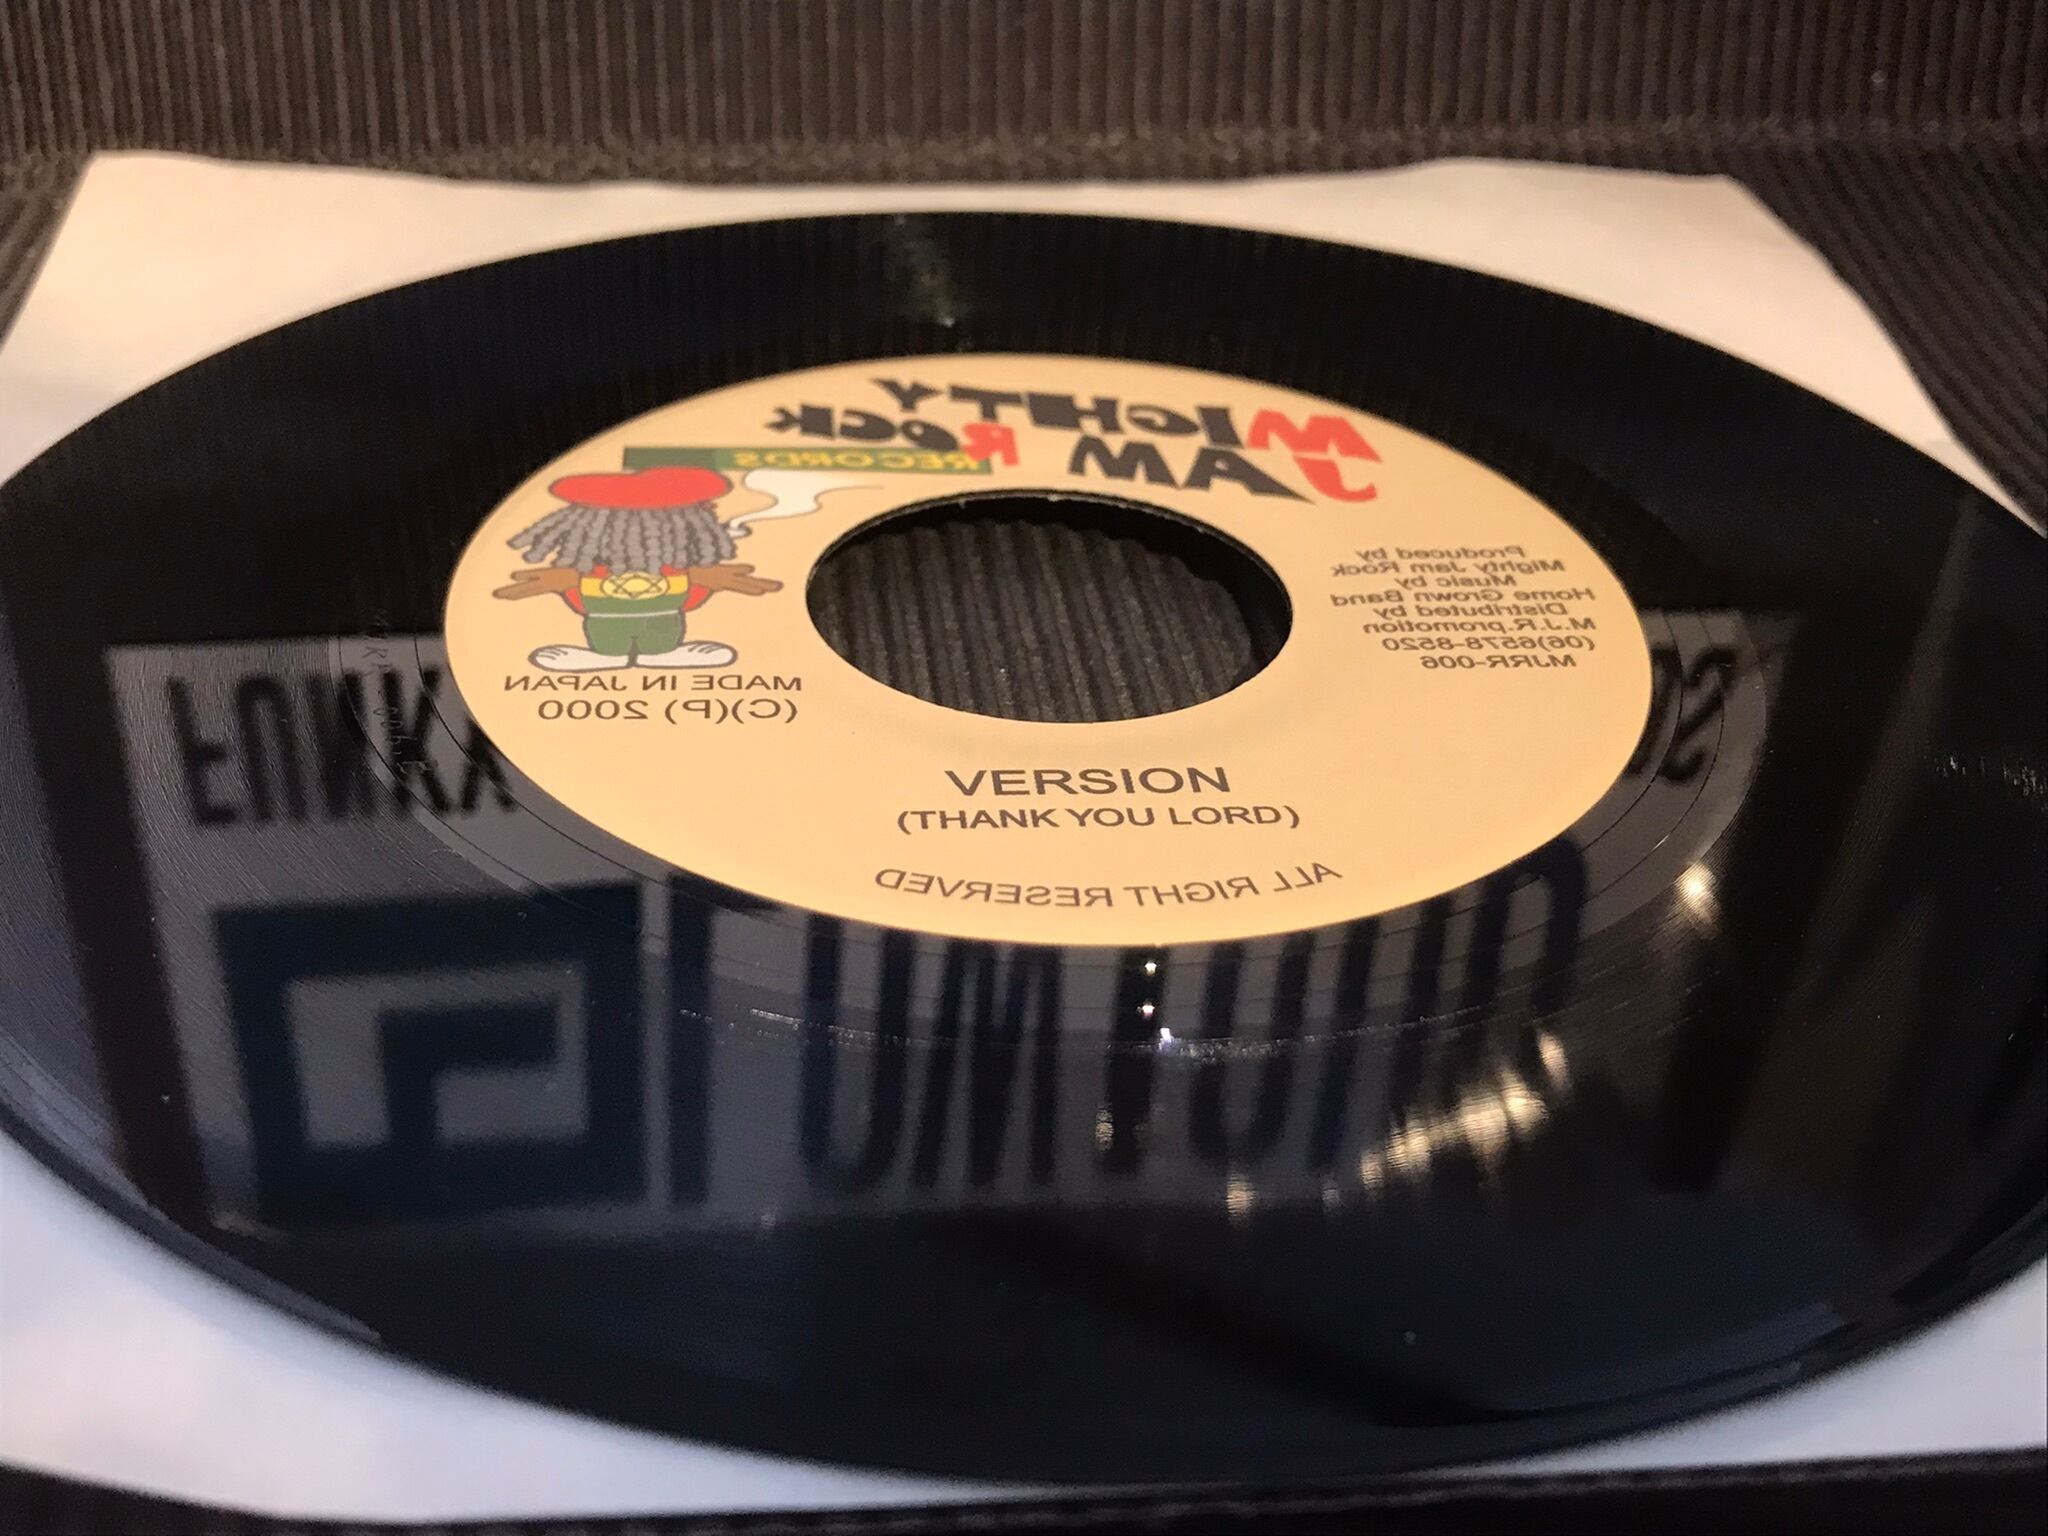 MIGHTY
JAM ROCK
RECORDS
Produced by
Mighty Jam Rock
Music by
Home Grown Band
Distributed by
M.J.R.promotion
(06)6578-8520
MJRR-006
MADE IN JAPAN
(C)(P) 2000
VERSION
(THANK YOU LORD)
ALL RIGHT RESERVED
FUNKY